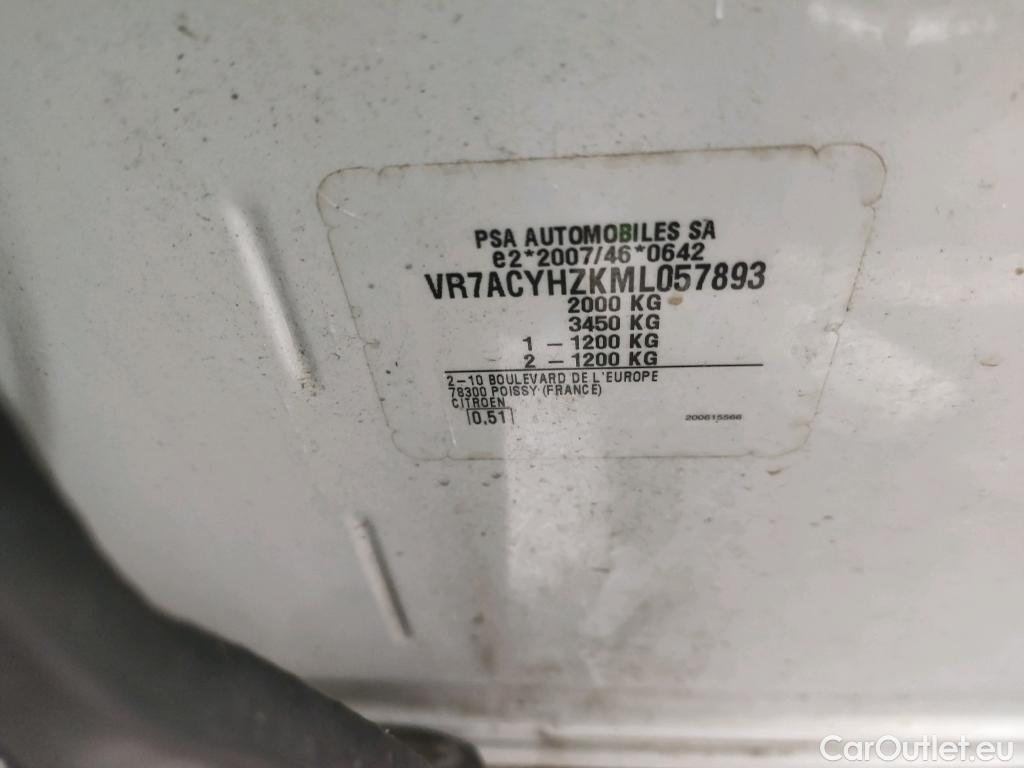 PSA AUTOMOBILES SA
e2*2007/46*0642
VR7ACYHZKML057893
2000 KG
3450 KG
1 - 1200 KG
2 - 1200 KG
2-10 BOULEVARD DE L'EUROPE
78300 POISSY (FRANCE)
CITROEN
0.51
200615566
CarOutlet.eu